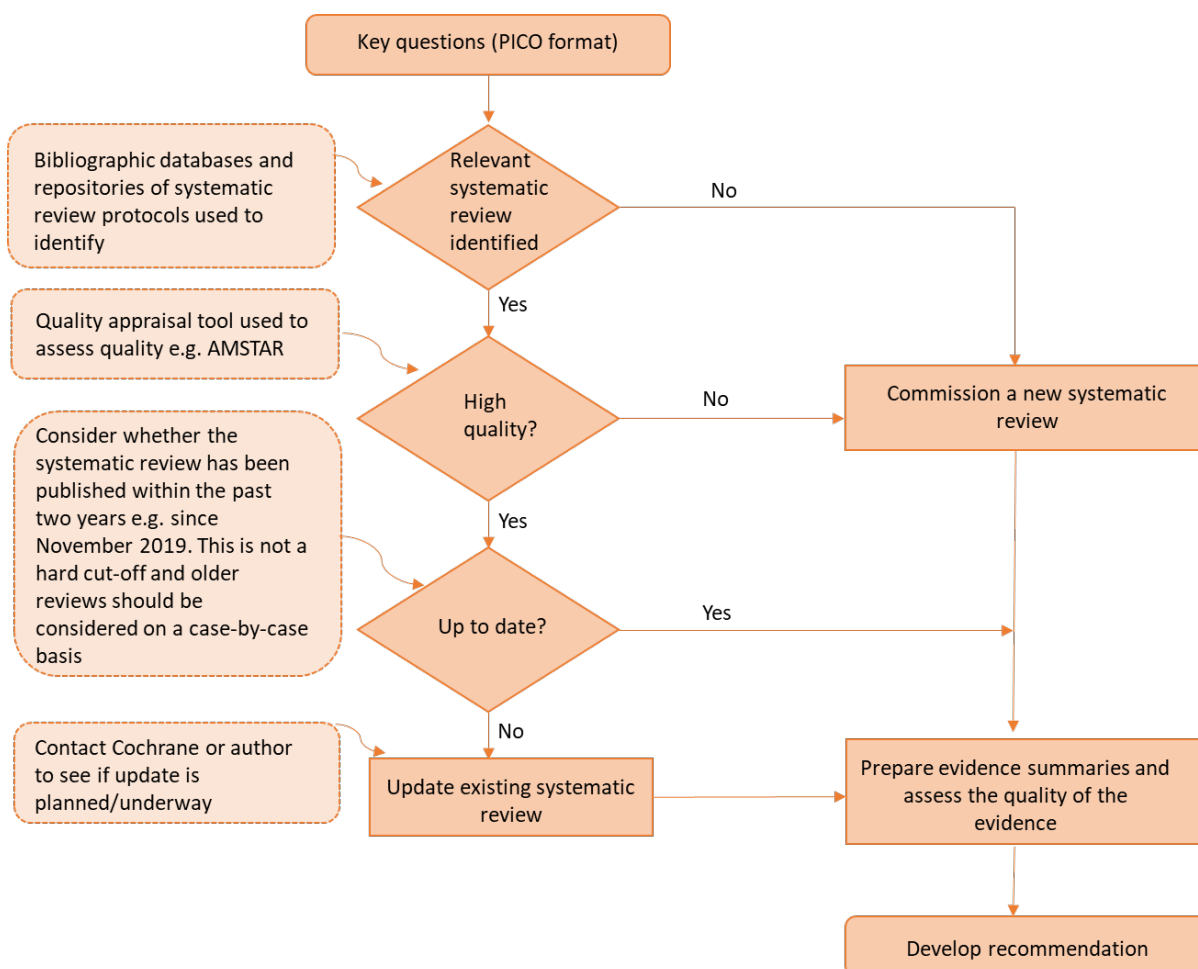 Key questions (PICO format)
Bibliographic databases and
repositories of systematic
review protocols used to
identify
Relevant
systematic
review
identified
No
Yes
Quality appraisal tool used to
assess quality e.g. AMSTAR
High
quality?
No
Commission a new systematic
review
Yes
Consider whether the
systematic review has been
published within the past
two years e.g. since
November 2019. This is not a
hard cut-off and older
reviews should be
considered on a case-by-case
basis
Up to date?
Yes
No
Contact Cochrane or author
to see if update is
planned/underway
Update existing systematic
review
Prepare evidence summaries and
assess the quality of the
evidence
Develop recommendation